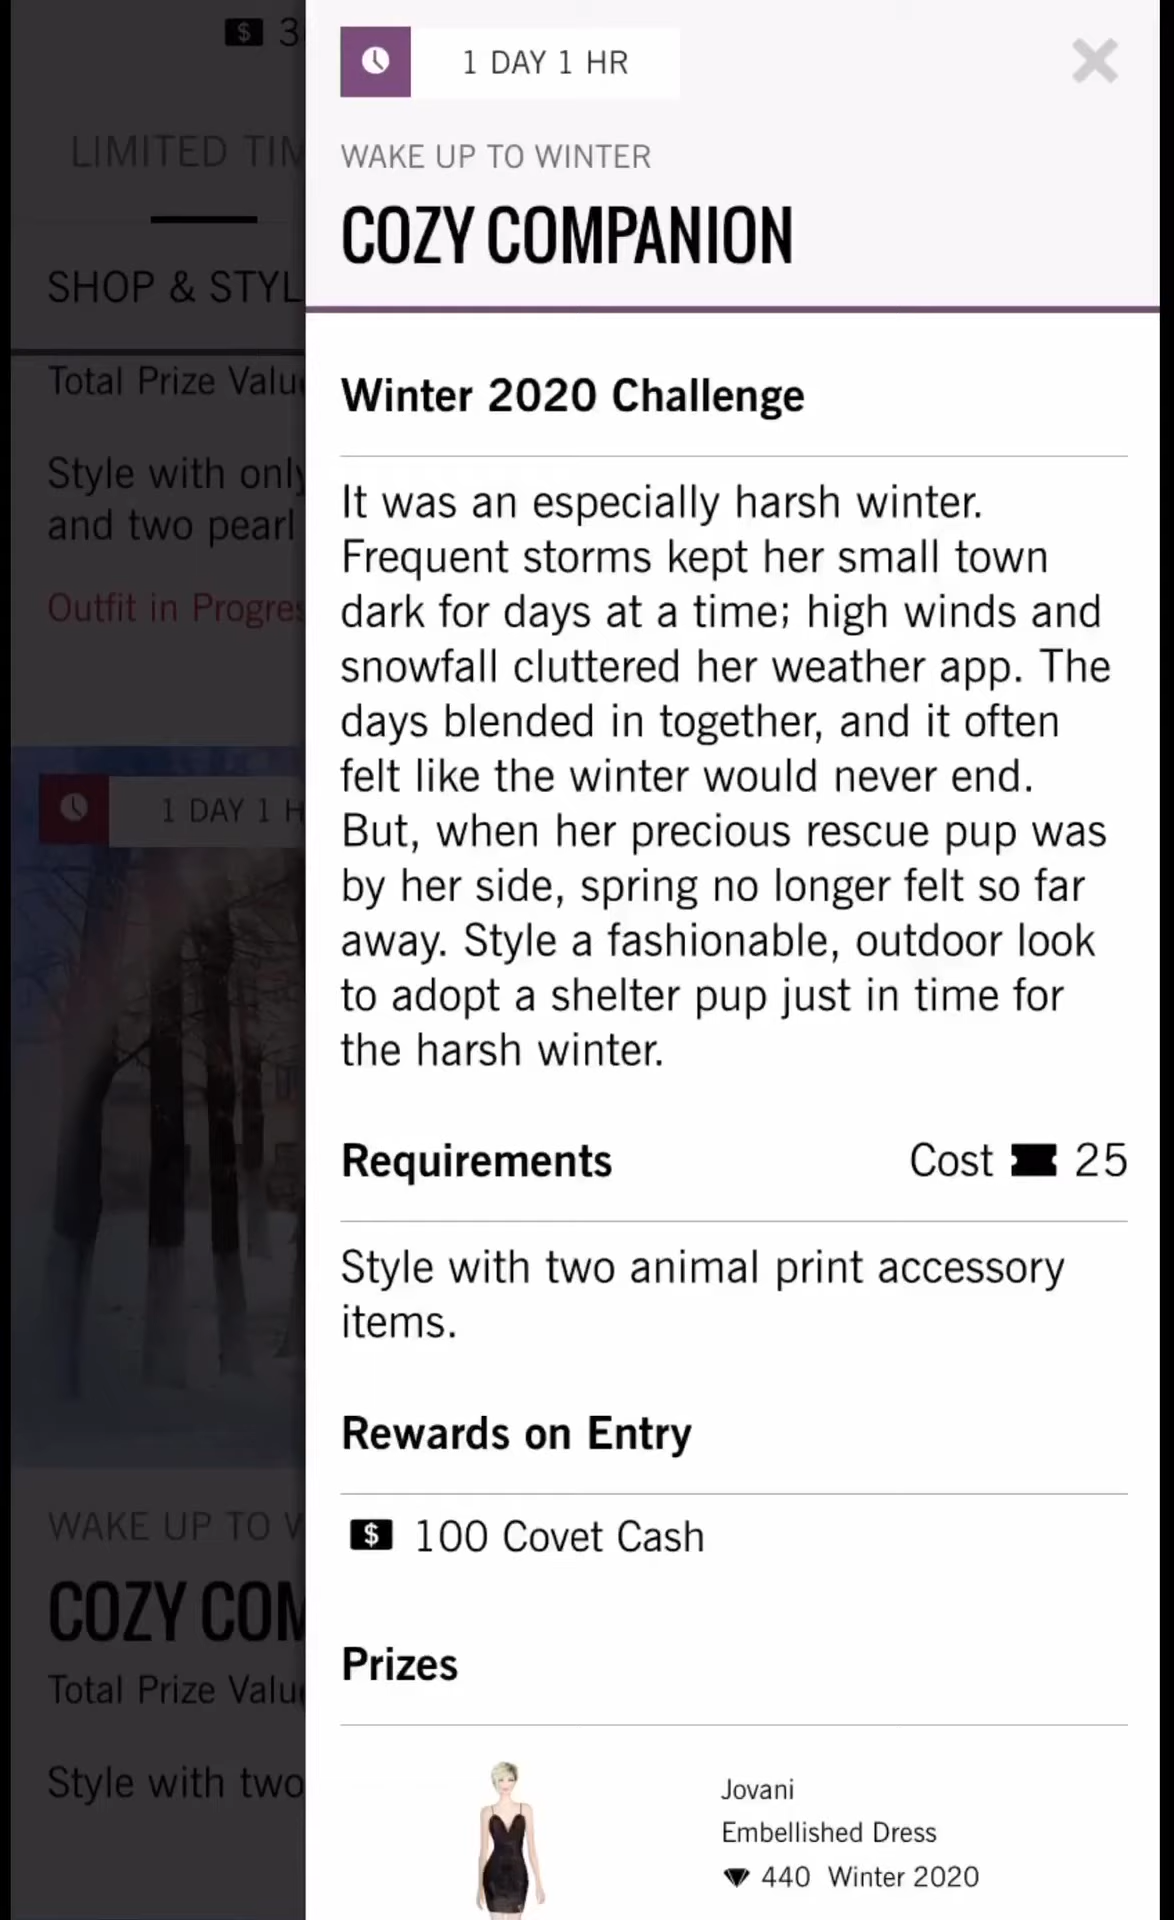 $ 3
LIMITED TIM
SHOP & STYL
Total Prize Valu
Style with only
and two pearl
Outfit in Progres
1 DAY 1 H
WAKE UP TO W
COZY COM
Total Prize Valu
Style with two
1 DAY 1 HR
WAKE UP TO WINTER
COZY COMPANION
Winter 2020 Challenge
It was an especially harsh winter.
Frequent storms kept her small town
dark for days at a time; high winds and
snowfall cluttered her weather app. The
days blended in together, and it often
felt like the winter would never end.
But, when her precious rescue pup was
by her side, spring no longer felt so far
away. Style a fashionable, outdoor look
to adopt a shelter pup just in time for
the harsh winter.
Requirements Cost 25
Style with two animal print accessory
items.
Rewards on Entry
$ 100 Covet Cash
Prizes
Jovani
Embellished Dress
440 Winter 2020